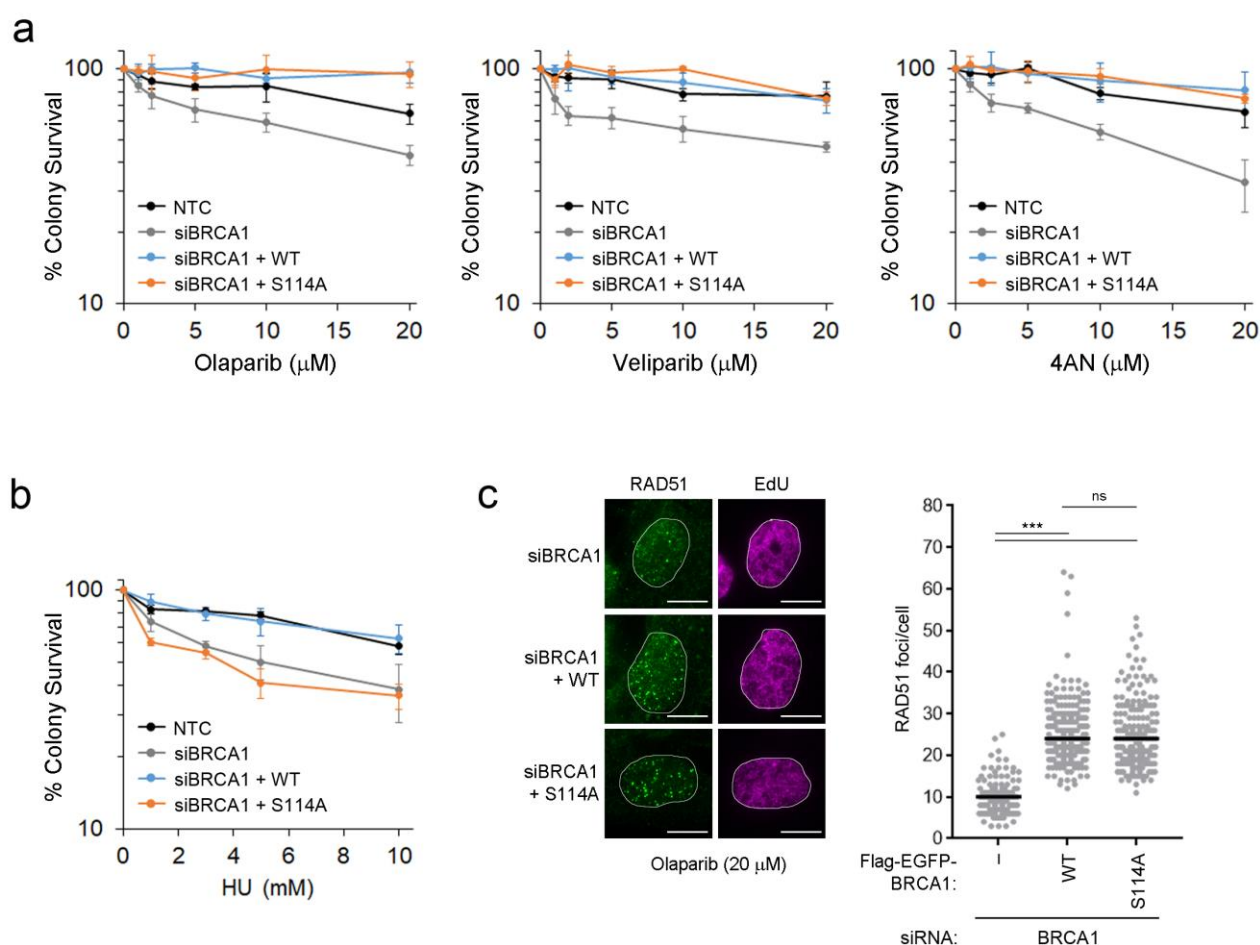 a
100
10
% Colony Survival
NTC
siBRCA1
siBRCA1 + WT
siBRCA1 + S114A
0 5 10 15 20
Olaparib (μM)
100
10
% Colony Survival
NTC
siBRCA1
siBRCA1 + WT
siBRCA1 + S114A
0 5 10 15 20
Veliparib (μM)
100
10
% Colony Survival
NTC
siBRCA1
siBRCA1 + WT
siBRCA1 + S114A
0 5 10 15 20
4AN (μM)
b
100
10
% Colony Survival
NTC
siBRCA1
siBRCA1 + WT
siBRCA1 + S114A
0 2 4 6 8 10
HU (mM)
c
RAD51 EdU
siBRCA1
siBRCA1
+ WT
siBRCA1
+ S114A
Olaparib (20 μM)
RAD51 foci/cell
80
70
60
50
40
30
20
10
0
ns
***
Flag-EGFP-
BRCA1:
– WT S114A
siRNA: BRCA1